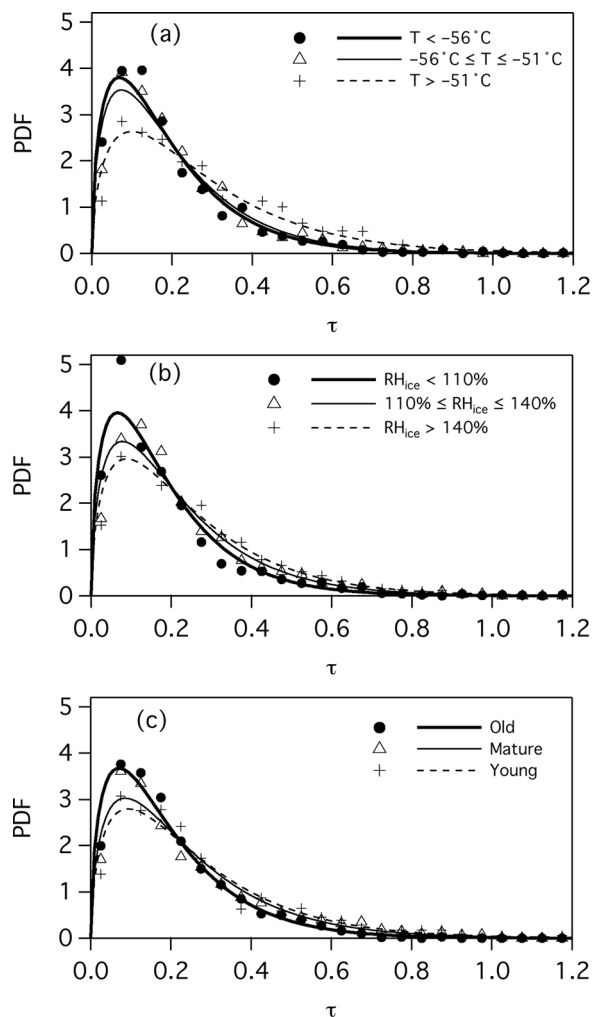 (a)
T < –56˚C
–56˚C ≤ T ≤ –51˚C
T > –51˚C
PDF
5
4
3
2
1
0
0.0 0.2 0.4 0.6 0.8 1.0 1.2
τ
(b)
RHice < 110%
110% ≤ RHice ≤ 140%
RHice > 140%
PDF
5
4
3
2
1
0
0.0 0.2 0.4 0.6 0.8 1.0 1.2
τ
(c)
Old
Mature
Young
PDF
5
4
3
2
1
0
0.0 0.2 0.4 0.6 0.8 1.0 1.2
τ